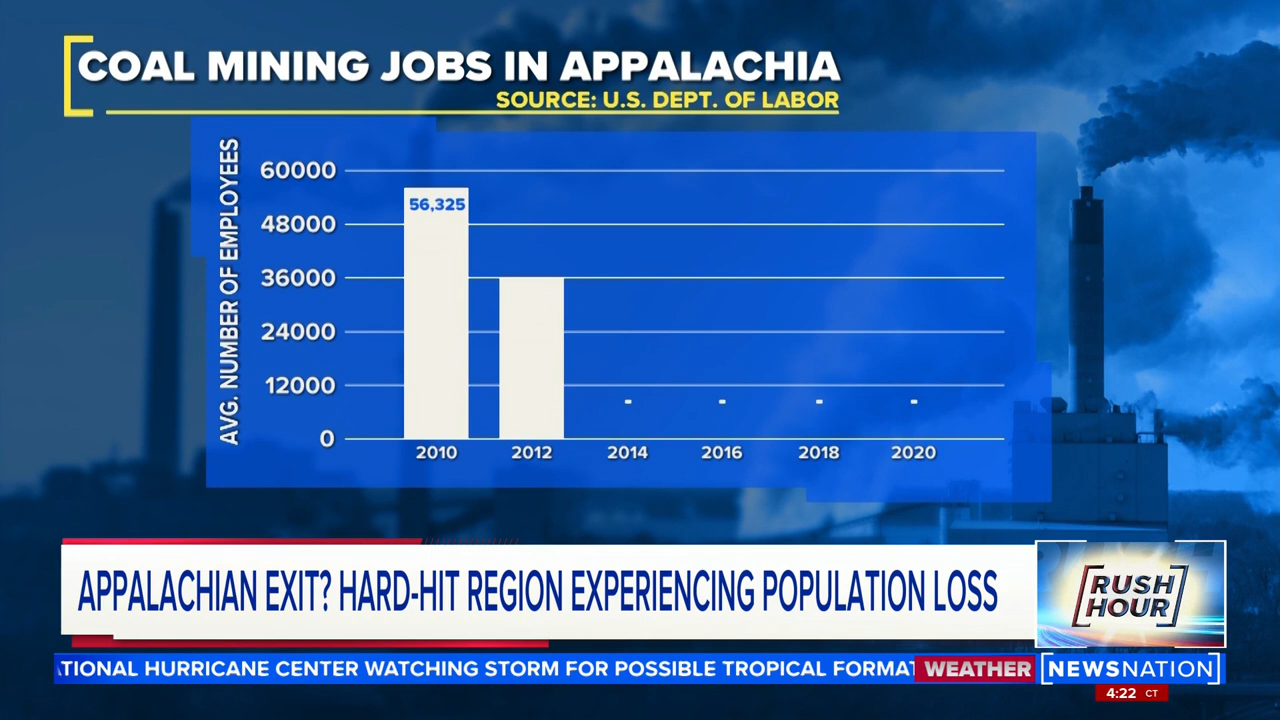 COAL MINING JOBS IN APPALACHIA
SOURCE: U.S. DEPT. OF LABOR
AVG. NUMBER OF EMPLOYEES
60000
56,325
48000
36000
24000
12000
0
2010 2012 2014 2016 2018 2020
APPALACHIAN EXIT? HARD-HIT REGION EXPERIENCING POPULATION LOSS
RUSH
HOUR
TIONAL HURRICANE CENTER WATCHING STORM FOR POSSIBLE TROPICAL FORMAT
WEATHER
NEWSNATION
4:22 CT